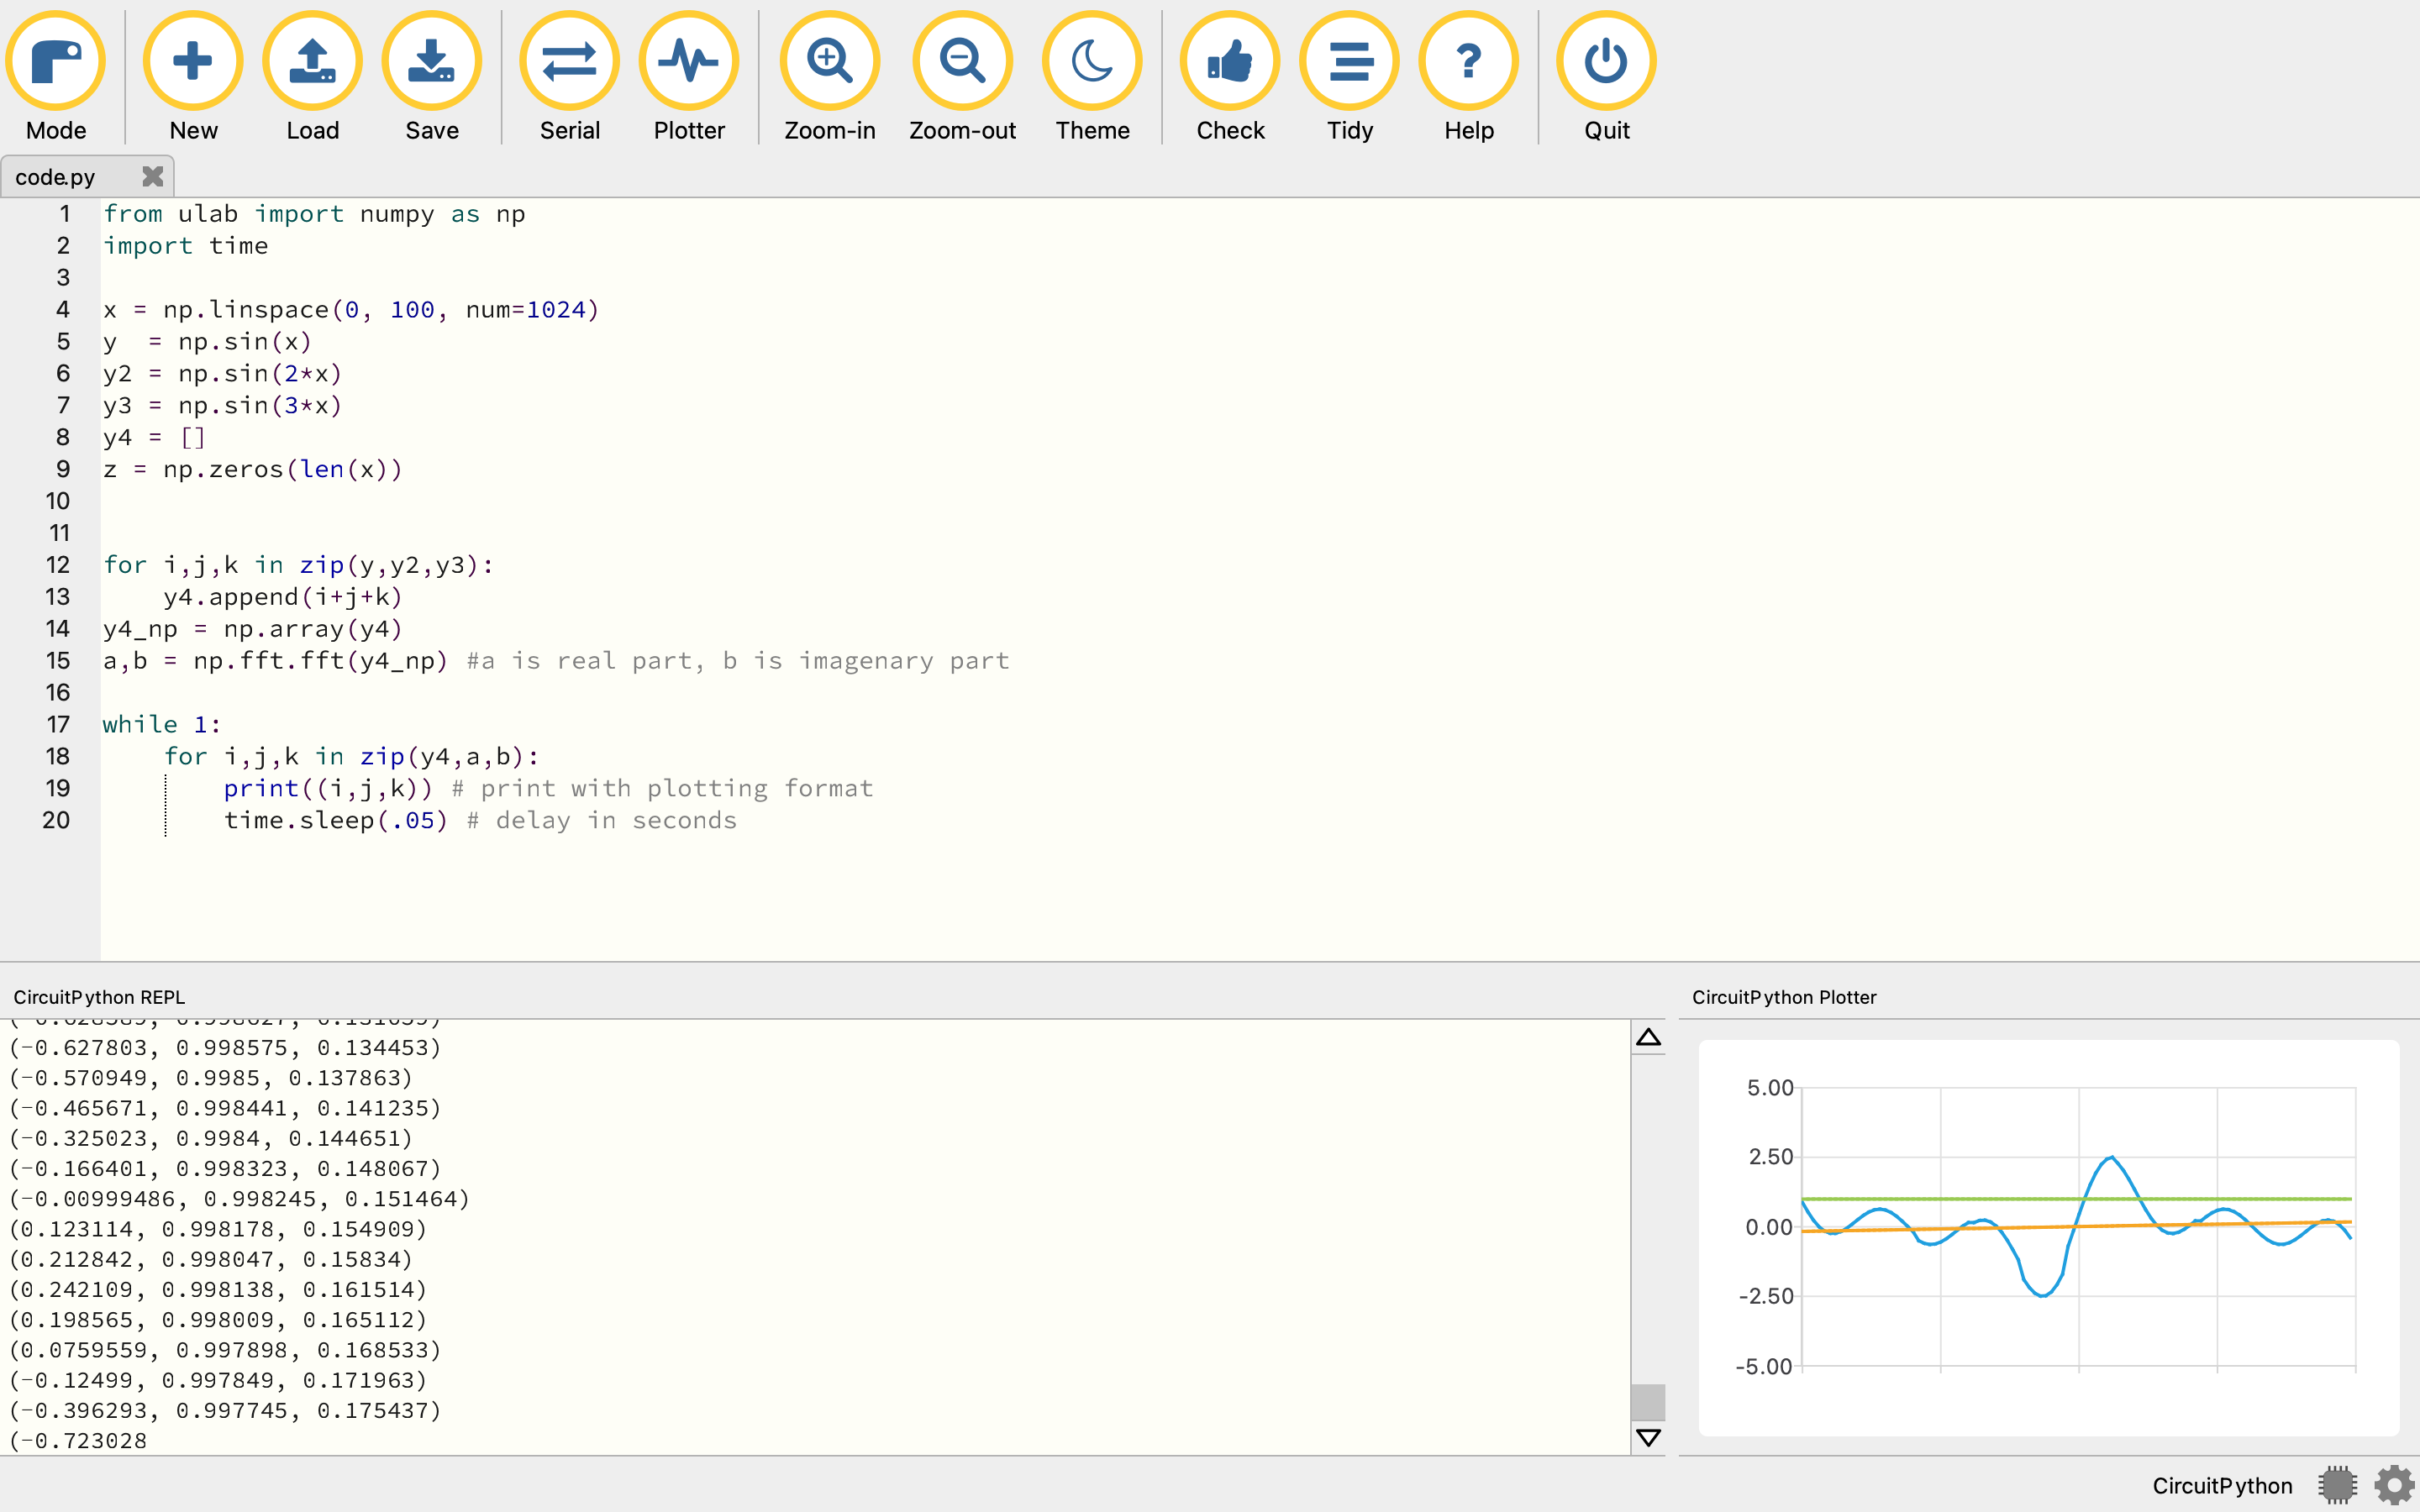 Mode New Load Save Serial Plotter Zoom-in Zoom-out Theme Check Tidy Help Quit
code.py
1 from ulab import numpy as np
2 import time
3
4 x = np.linspace(0, 100, num=1024)
5 y  = np.sin(x)
6 y2 = np.sin(2*x)
7 y3 = np.sin(3*x)
8 y4 = []
9 z = np.zeros(len(x))
10
11
12 for i,j,k in zip(y,y2,y3):
13     y4.append(i+j+k)
14 y4_np = np.array(y4)
15 a,b = np.fft.fft(y4_np) #a is real part, b is imagenary part
16
17 while 1:
18     for i,j,k in zip(y4,a,b):
19         print((i,j,k)) # print with plotting format
20         time.sleep(.05) # delay in seconds
CircuitPython REPL
(-0.627803, 0.998575, 0.134453)
(-0.570949, 0.9985, 0.137863)
(-0.465671, 0.998441, 0.141235)
(-0.325023, 0.9984, 0.144651)
(-0.166401, 0.998323, 0.148067)
(-0.00999486, 0.998245, 0.151464)
(0.123114, 0.998178, 0.154909)
(0.212842, 0.998047, 0.15834)
(0.242109, 0.998138, 0.161514)
(0.198565, 0.998009, 0.165112)
(0.0759559, 0.997898, 0.168533)
(-0.12499, 0.997849, 0.171963)
(-0.396293, 0.997745, 0.175437)
(-0.723028
CircuitPython Plotter
5.00
2.50
0.00
-2.50
-5.00
CircuitPython